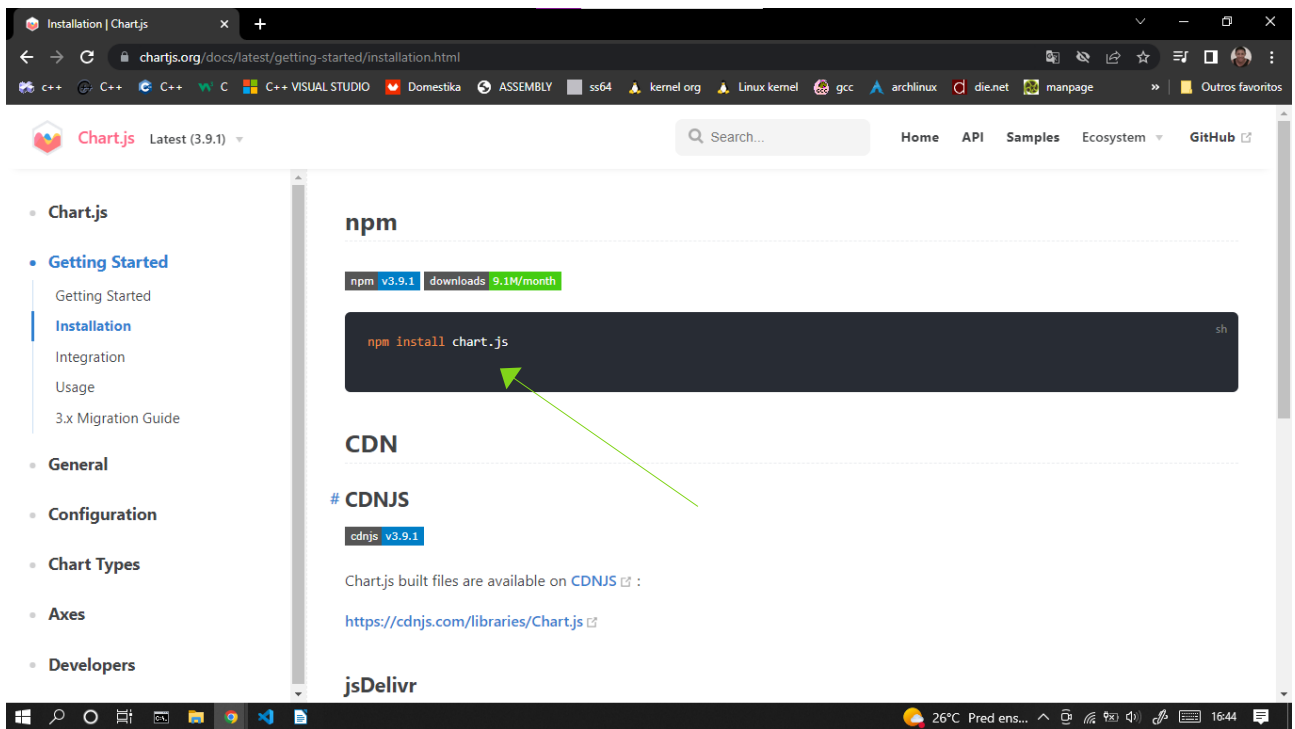 Installation | Chart.js
chartjs.org/docs/latest/getting-started/installation.html
c++ C++ C++ C C++ VISUAL STUDIO Domestika ASSEMBLY ss64 kernel org Linux kernel gcc archlinux die.net manpage » Outros favoritos
Chart.js Latest (3.9.1) Search... Home API Samples Ecosystem GitHub
Chart.js
Getting Started
Getting Started
Installation
Integration
Usage
3.x Migration Guide
General
Configuration
Chart Types
Axes
Developers
npm
npm v3.9.1 downloads 9.1M/month
sh
npm install chart.js
CDN
# CDNJS
cdnjs v3.9.1
Chart.js built files are available on CDNJS :
https://cdnjs.com/libraries/Chart.js
jsDelivr
26°C Pred ens... 16:44